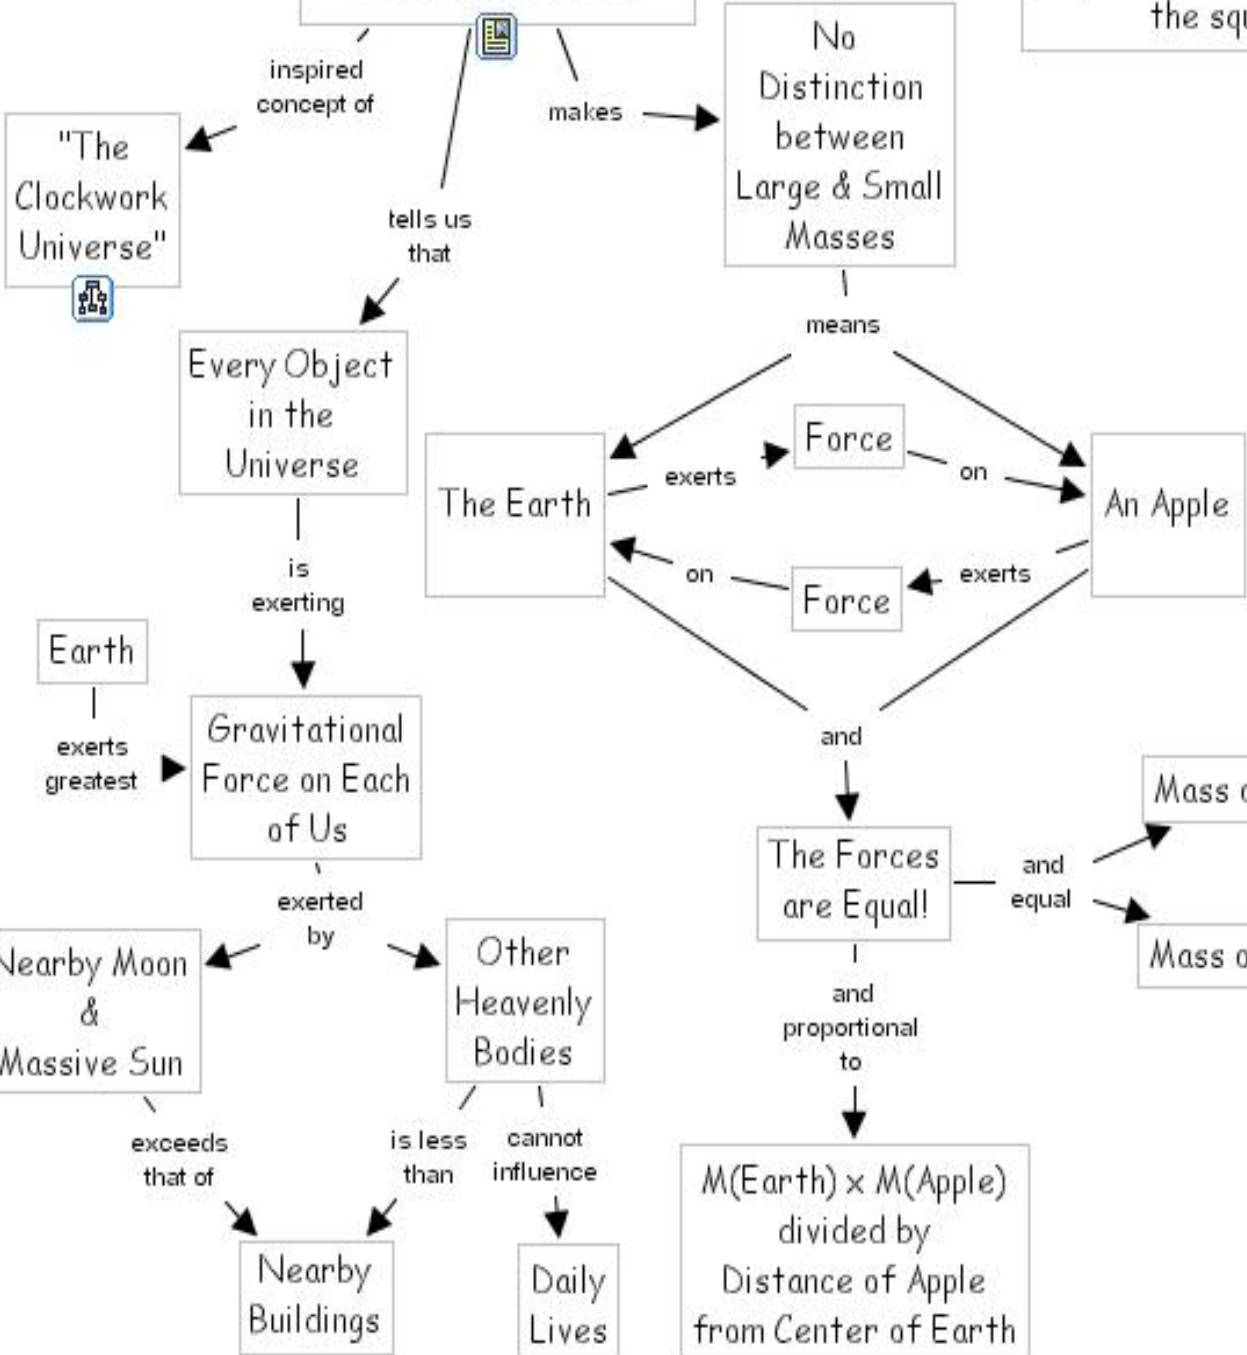 the squ
No
Distinction
between
Large & Small
Masses
inspired
concept of
makes
"The
Clockwork
Universe"
tells us
that
means
Every Object
in the
Universe
The Earth
exerts
Force
on
An Apple
on
Force
exerts
is
exerting
Earth
exerts
greatest
Gravitational
Force on Each
of Us
and
The Forces
are Equal!
and
equal
Mass
Mass
exerted
by
Nearby Moon
&
Massive Sun
Other
Heavenly
Bodies
and
proportional
to
exceeds
that of
is less
than
cannot
influence
Nearby
Buildings
Daily
Lives
M(Earth) x M(Apple)
divided by
Distance of Apple
from Center of Earth